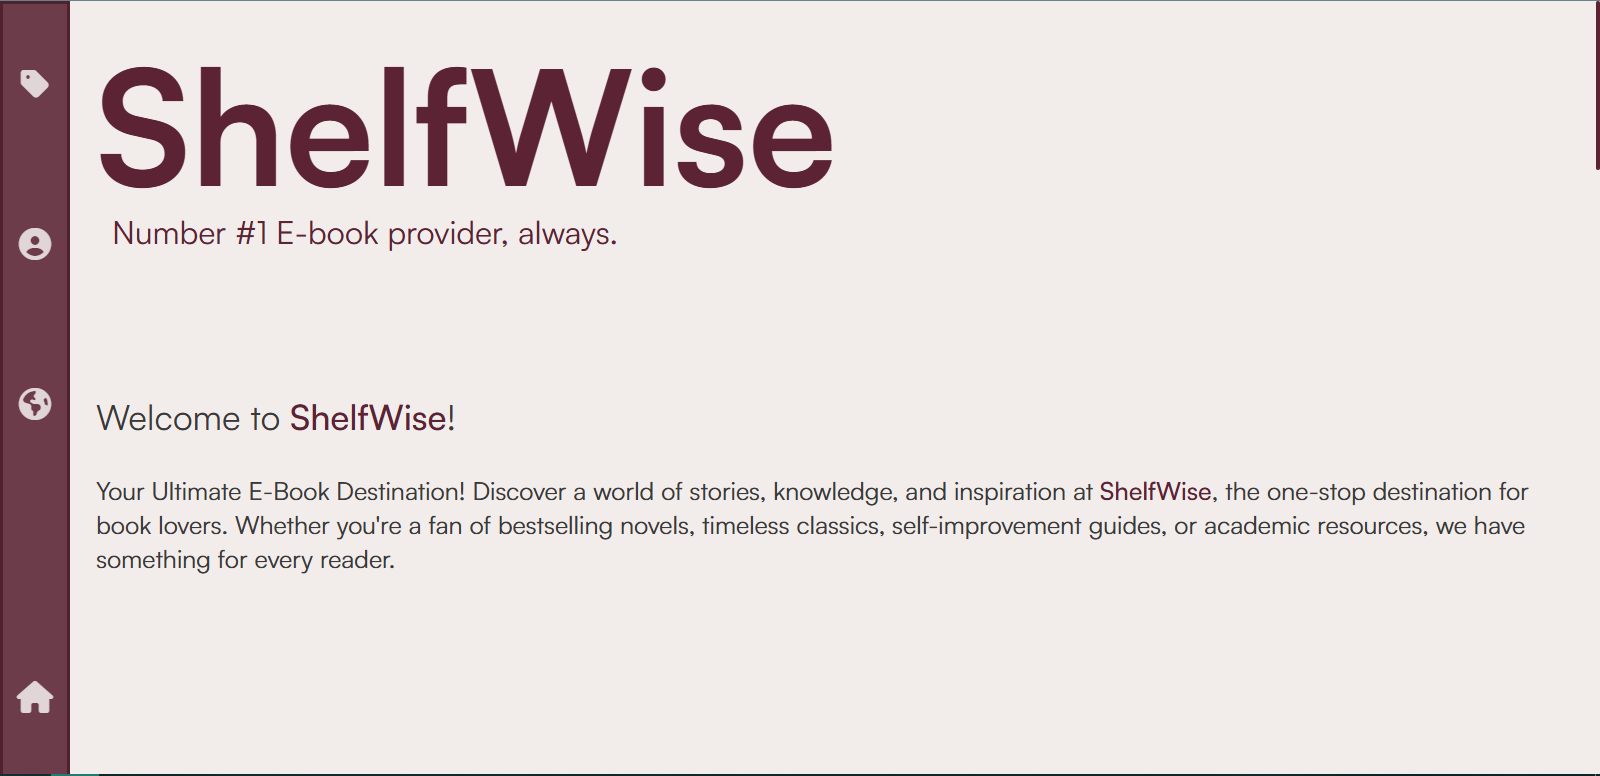 ShelfWise
Number #1 E-book provider, always.
Welcome to ShelfWise!
Your Ultimate E-Book Destination! Discover a world of stories, knowledge, and inspiration at ShelfWise, the one-stop destination for
book lovers. Whether you're a fan of bestselling novels, timeless classics, self-improvement guides, or academic resources, we have
something for every reader.